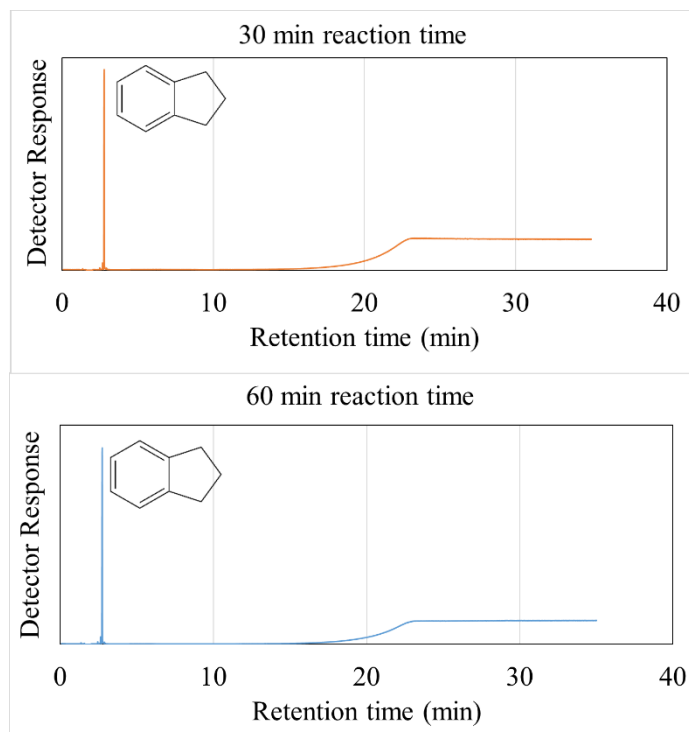 30 min reaction time
Detector Response
0 10 20 30 40
Retention time (min)
60 min reaction time
Detector Response
0 10 20 30 40
Retention time (min)